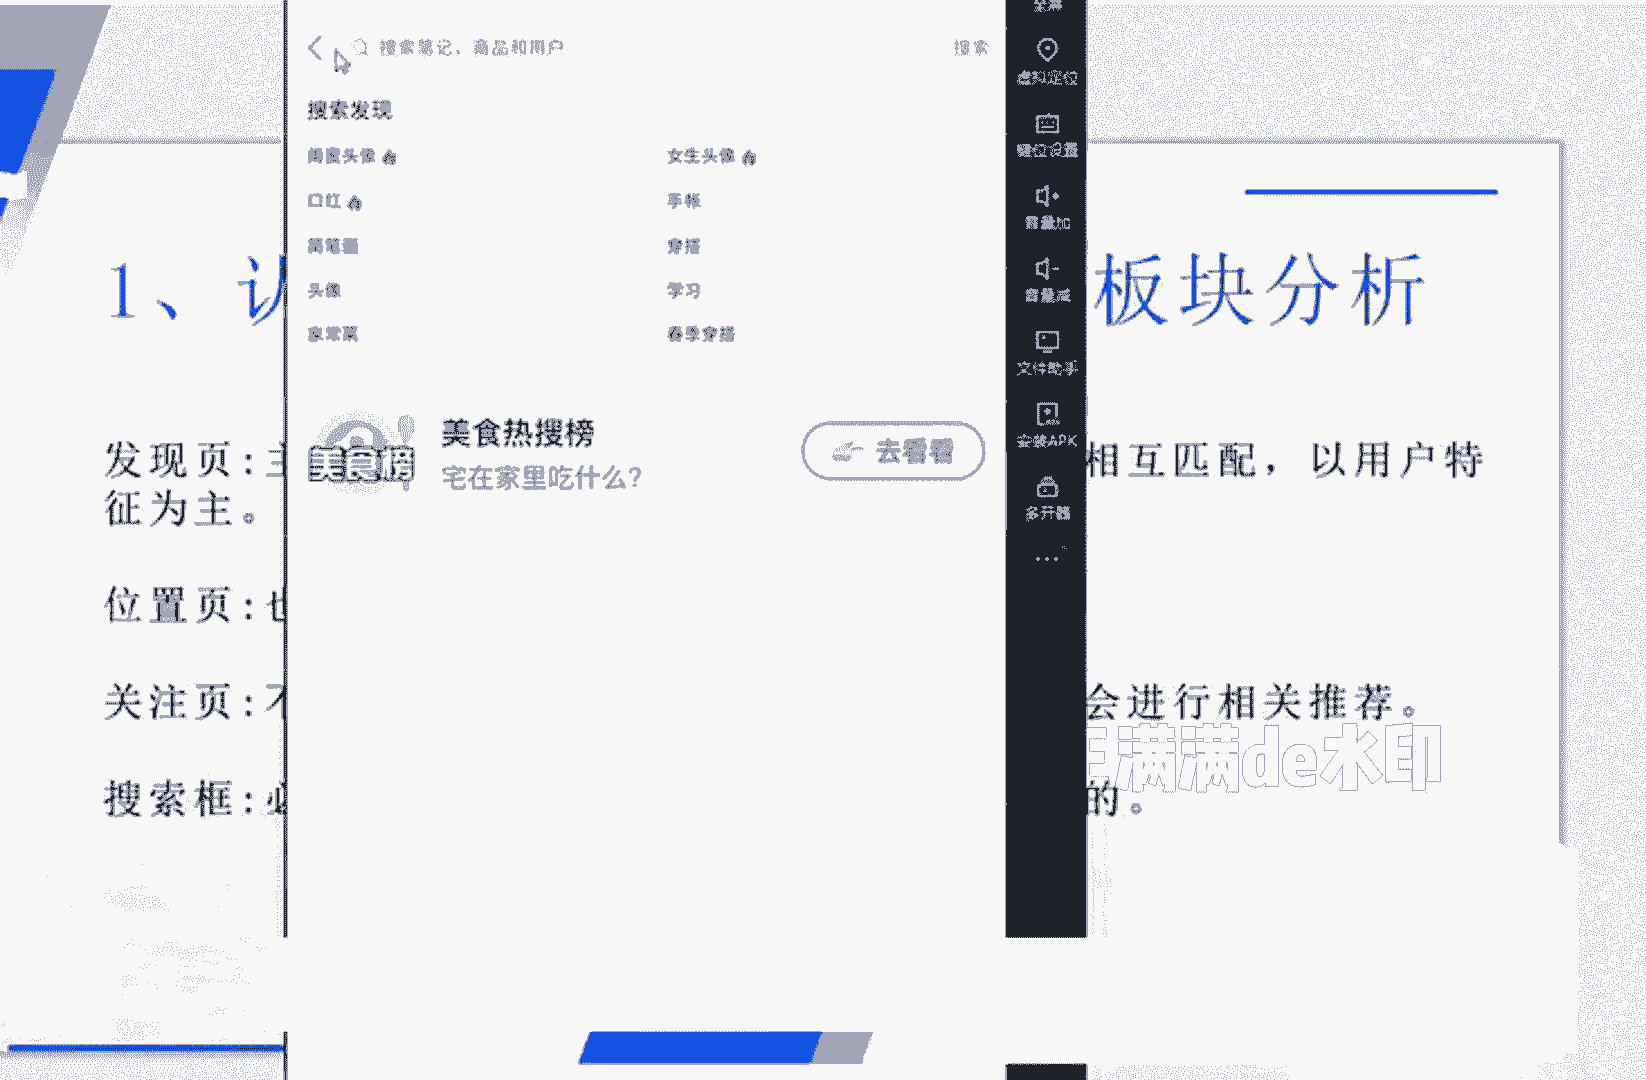 搜索笔记、商品和用户
搜索
搜索发现
闺蜜头像
女生头像
口红
手帐
简笔画
穿搭
头像
学习
春季穿搭
美食榜
美食热搜榜
宅在家里吃什么?
去看看
全屏
虚拟定位
键位设置
音量加
音量减
文件助手
安装APK
多开器
...
1、认
板块分析
发现页:主
相互匹配，以用户特
征为主。
位置页:也
关注页:不
会进行相关推荐。
满满de水印
搜索框:必
的。